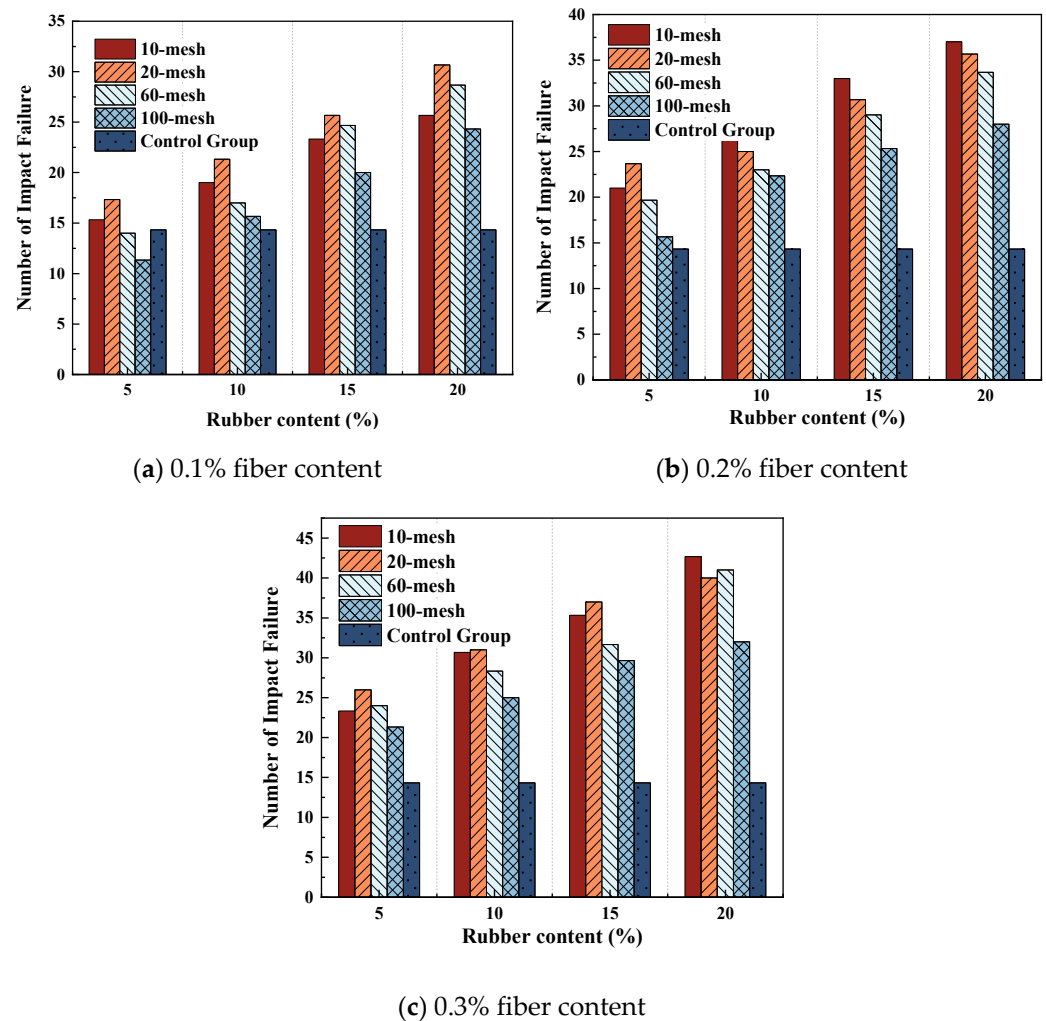 35
30
25
20
15
10
5
0
Number of Impact Failure
10-mesh
20-mesh
60-mesh
100-mesh
Control Group
5 10 15 20
Rubber content (%)
(a) 0.1% fiber content
40
35
30
25
20
15
10
5
0
Number of Impact Failure
10-mesh
20-mesh
60-mesh
100-mesh
Control Group
5 10 15 20
Rubber content (%)
(b) 0.2% fiber content
45
40
35
30
25
20
15
10
5
0
Number of Impact Failure
10-mesh
20-mesh
60-mesh
100-mesh
Control Group
5 10 15 20
Rubber content (%)
(c) 0.3% fiber content